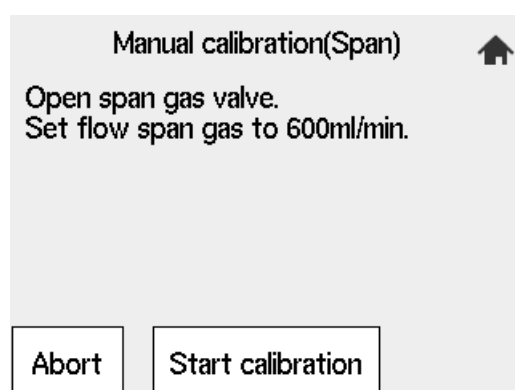 Manual calibration(Span)
Open span gas valve.
Set flow span gas to 600ml/min.
Abort
Start calibration